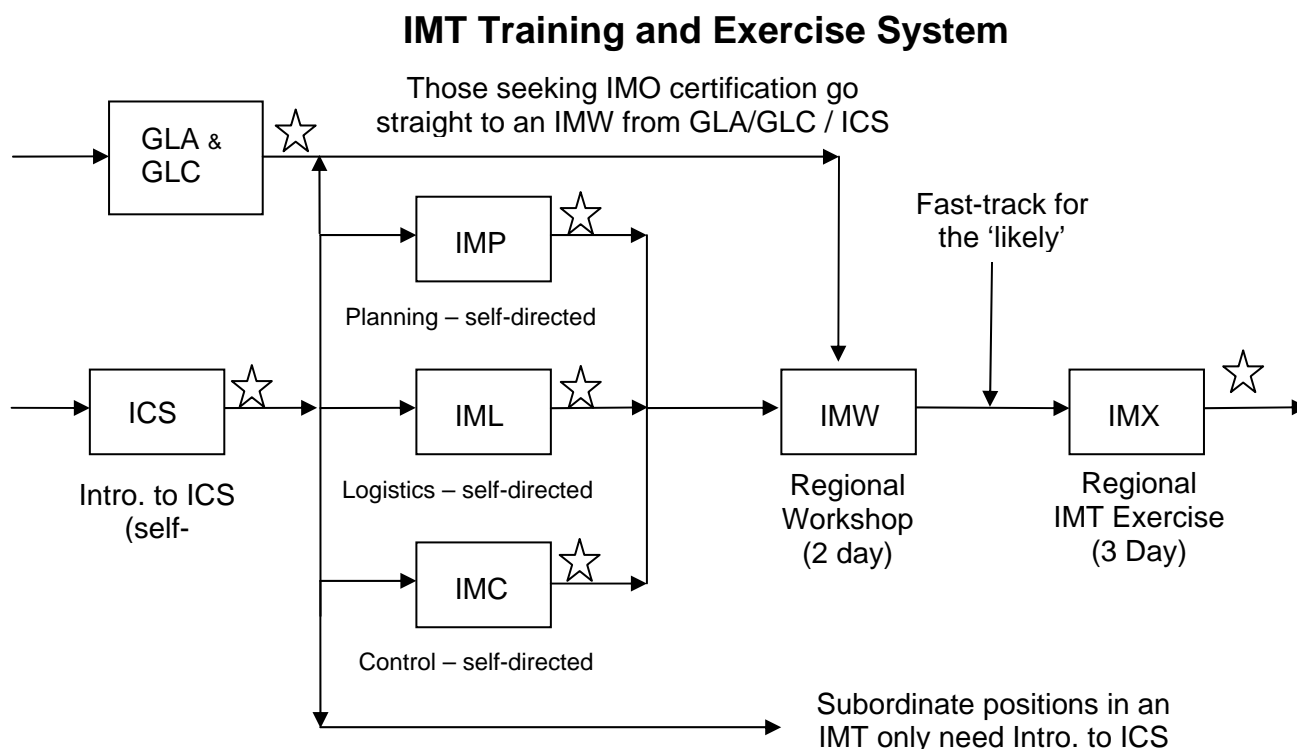 IMT Training and Exercise System
Those seeking IMO certification go
straight to an IMW from GLA/GLC / ICS
GLA &
GLC
Fast-track for
the ‘likely’
IMP
Planning – self-directed
ICS
IML
IMW
IMX
Intro. to ICS
(self-
Logistics – self-directed
Regional
Workshop
(2 day)
Regional
IMT Exercise
(3 Day)
IMC
Control – self-directed
Subordinate positions in an
IMT only need Intro. to ICS